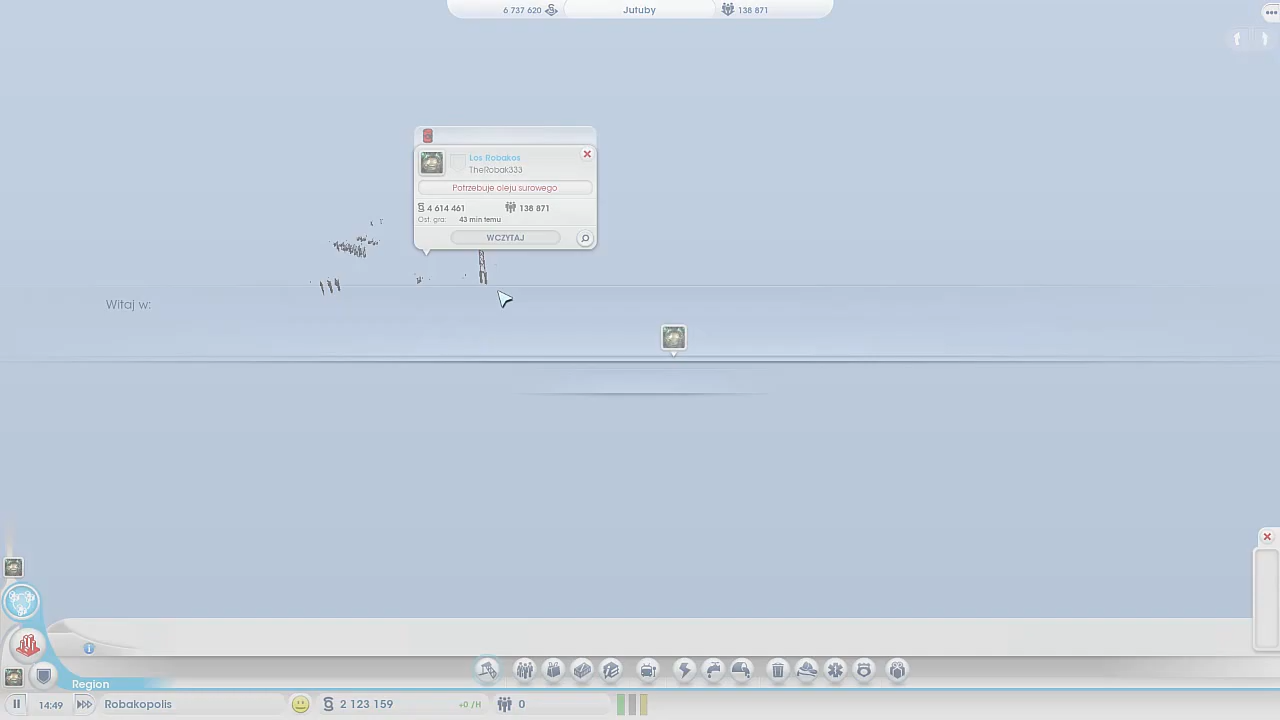 6 737 620
Jutuby
138 871
Los Robakos
TheRobak333
Potrzebuje oleju surowego
4 614 461
138 871
Ost. gra: 43 min temu
WCZYTAJ
Witaj w:
Region
14:49
Robakopolis
2 123 159
+0 /H
0